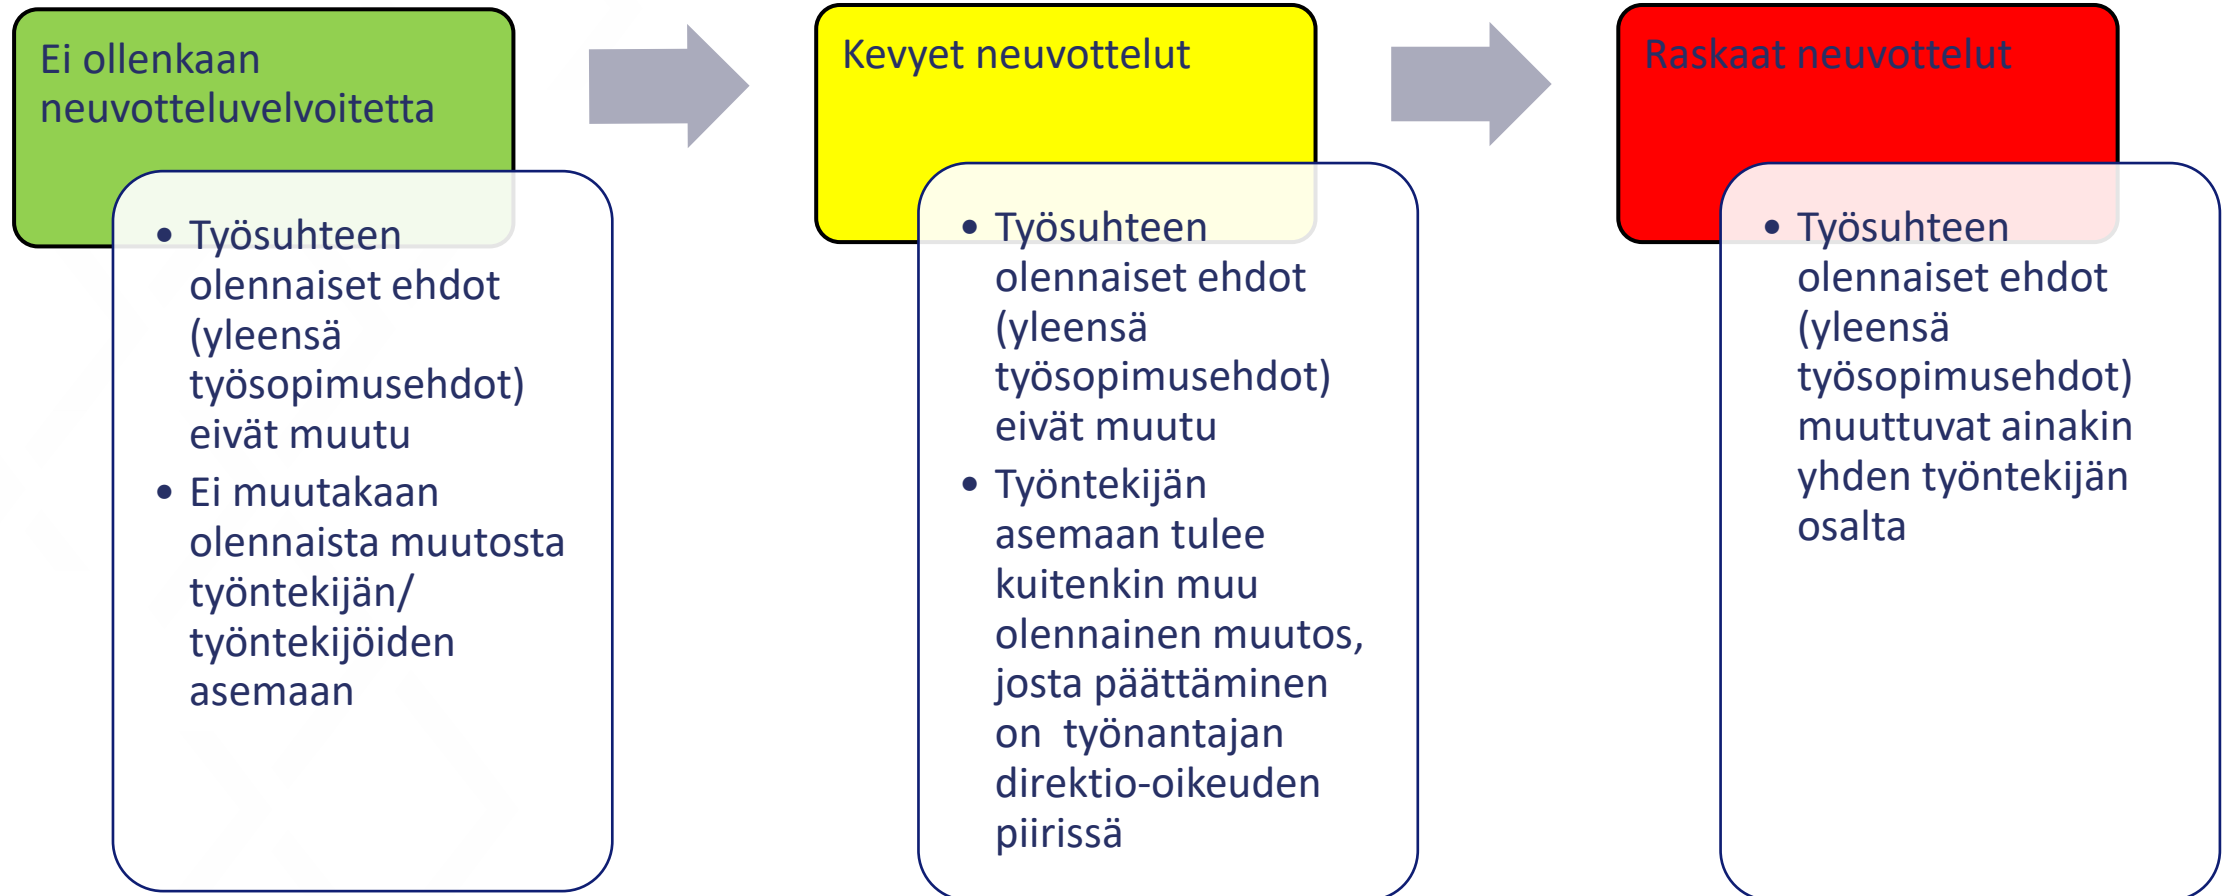 Ei ollenkaan
neuvotteluvelvoitetta
• Työsuhteen
olennaiset ehdot
(yleensä
työsopimusehdot)
eivät muutu
• Ei muutakaan
olennaista muutosta
työntekijän/
työntekijöiden
asemaan
Kevyet neuvottelut
• Työsuhteen
olennaiset ehdot
(yleensä
työsopimusehdot)
eivät muutu
• Työntekijän
asemaan tulee
kuitenkin muu
olennainen muutos,
josta päättäminen
on  työnantajan
direktio-oikeuden
piirissä
Raskaat neuvottelut
• Työsuhteen
olennaiset ehdot
(yleensä
työsopimusehdot)
muuttuvat ainakin
yhden työntekijän
osalta